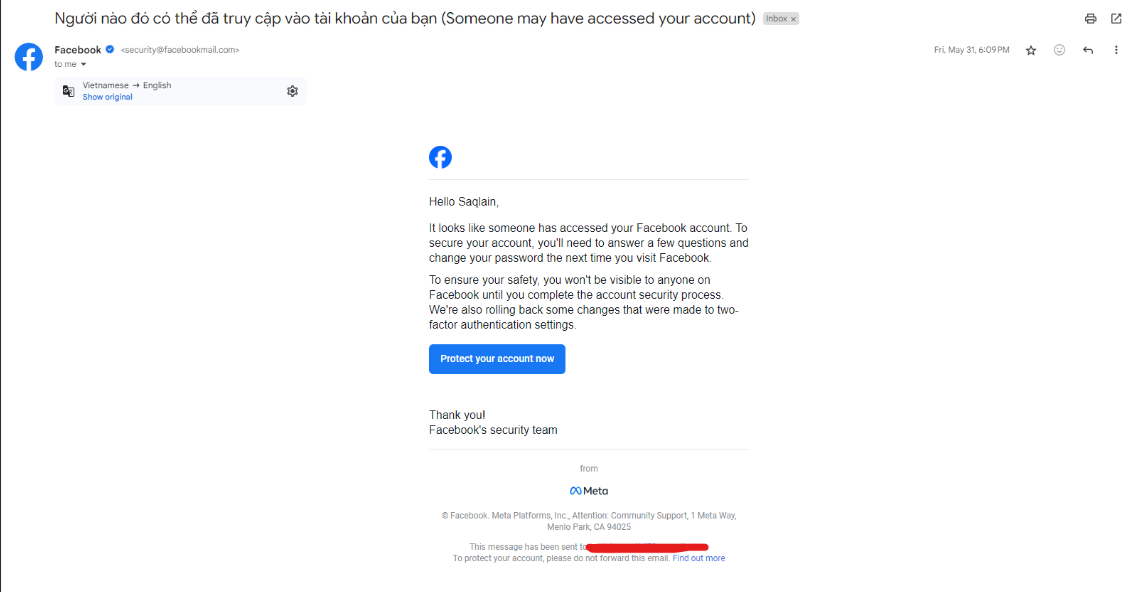 Người nào đó có thể đã truy cập vào tài khoản của bạn (Someone may have accessed your account) Inbox x
Facebook <security@facebookmail.com> Fri, May 31, 6:09 PM
to me
Vietnamese → English
Show original
Hello Saqlain,
It looks like someone has accessed your Facebook account. To
secure your account, you'll need to answer a few questions and
change your password the next time you visit Facebook.
To ensure your safety, you won't be visible to anyone on
Facebook until you complete the account security process.
We're also rolling back some changes that were made to two-
factor authentication settings.
Protect your account now
Thank you!
Facebook's security team
from
Meta
© Facebook. Meta Platforms, Inc., Attention: Community Support, 1 Meta Way,
Menlo Park, CA 94025
This message has been sent to
To protect your account, please do not forward this email. Find out more